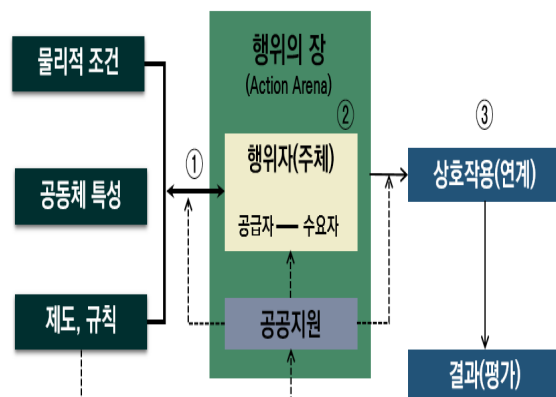 물리적 조건
공동체 특성
제도, 규칙
①
행위의 장
(Action Arena)
②
행위자(주체)
공급자 수요자
공공지원
③
상호작용(연계)
결과(평가)